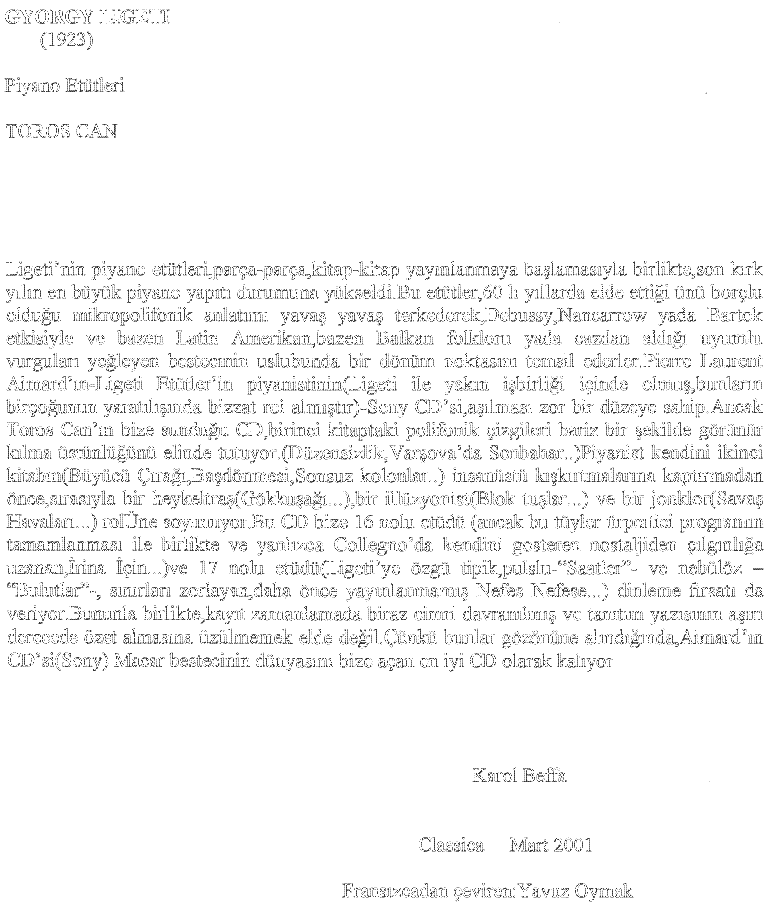 GYORGY LIGETI
(1923)
Piyano Etütleri
TOROS CAN
Ligeti'nin piyano etütleri,parça-parça,kitap-kitap yayınlanmaya başlamasıyla birlikte,son kırk
yılın en büyük piyano yapıtı durumuna yükseldi.Bu etütler,60 lı yıllarda elde ettiği ünü borçlu
olduğu mikropolifonik anlatımı yavaş yavaş terkederek,Debussy,Nancarrow yada Bartok
etkisiyle ve bazen Latin Amerikan,bazen Balkan folkloru yada cazdan aldığı uyumlu
vurguları yeğleyen bestecinin uslubunda bir dönüm noktasını temsil ederler.Pierre Laurent
Aimard'ın-Ligeti Etütler'in piyanistinin(Ligeti ile yakın işbirliği içinde olmuş,bunların
birçoğunun yaratılışında bizzat rol almıştır)-Sony CD'si,aşılması zor bir düzeye sahip.Ancak
Toros Can'ın bize sunduğu CD,birinci kitaptaki polifonik çizgileri bariz bir şekilde görünür
kılma üstünlüğünü elinde tutuyor.(Düzensizlik,Varşova'da Sonbahar..)Piyanist kendini ikinci
kitabın(Büyücü Çırağı,Başdönmesi,Sonsuz kolonlar..) insanüstü kışkırtmalarına kaptırmadan
önce,sırasıyla bir heykeltraş(Gökkuşağı...),bir illüzyonist(Blok tuşlar...) ve bir jonklör(Savaş
Havaları...) rolÜne soyunuyor.Bu CD bize 16 nolu etüdü (ancak bu tüyler ürpertici programın
tamamlanması ile birlikte ve yanlızca Collegno'da kendini gösteren nostaljiden çılgınlığa
uzanan,İrina İçin...)ve 17 nolu etüdü(Ligeti'ye özgü tipik,pulslu-"Saatler"- ve nebülöz –
"Bulutlar"-, sınırları zorlayan,daha önce yayınlanmamış Nefes Nefese...) dinleme fırsatı da
veriyor.Bununla birlikte,kayıt zamanlamada biraz cimri davranılmış ve tanıtım yazısının aşırı
derecede özet olmasına üzülmemek elde değil.Çünkü bunlar gözönüne alındığında,Aimard'ın
CD'si(Sony) Macar bestecinin dünyasını bize açan en iyi CD olarak kalıyor
Karol Beffa
Classica Mart 2001
Fransızcadan çeviren:Yavuz Oymak